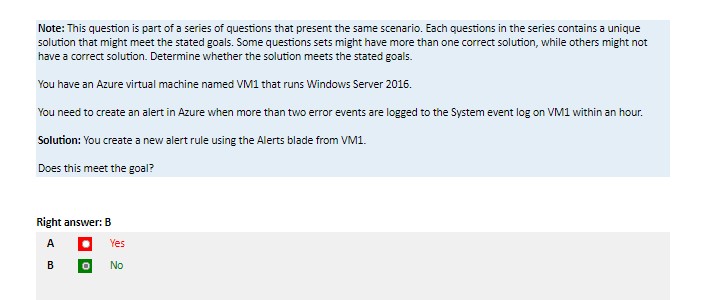 Note: This question is part of a series of questions that present the same scenario. Each questions in the series contains a unique
solution that might meet the stated goals. Some questions sets might have more than one correct solution, while others might not
have a correct solution. Determine whether the solution meets the stated goals.
You have an Azure virtual machine named VM1 that runs Windows Server 2016.
You need to create an alert in Azure when more than two error events are logged to the System event log on VM1 within an hour.
Solution: You create a new alert rule using the Alerts blade from VM1.
Does this meet the goal?
Right answer: B
A Yes
B No